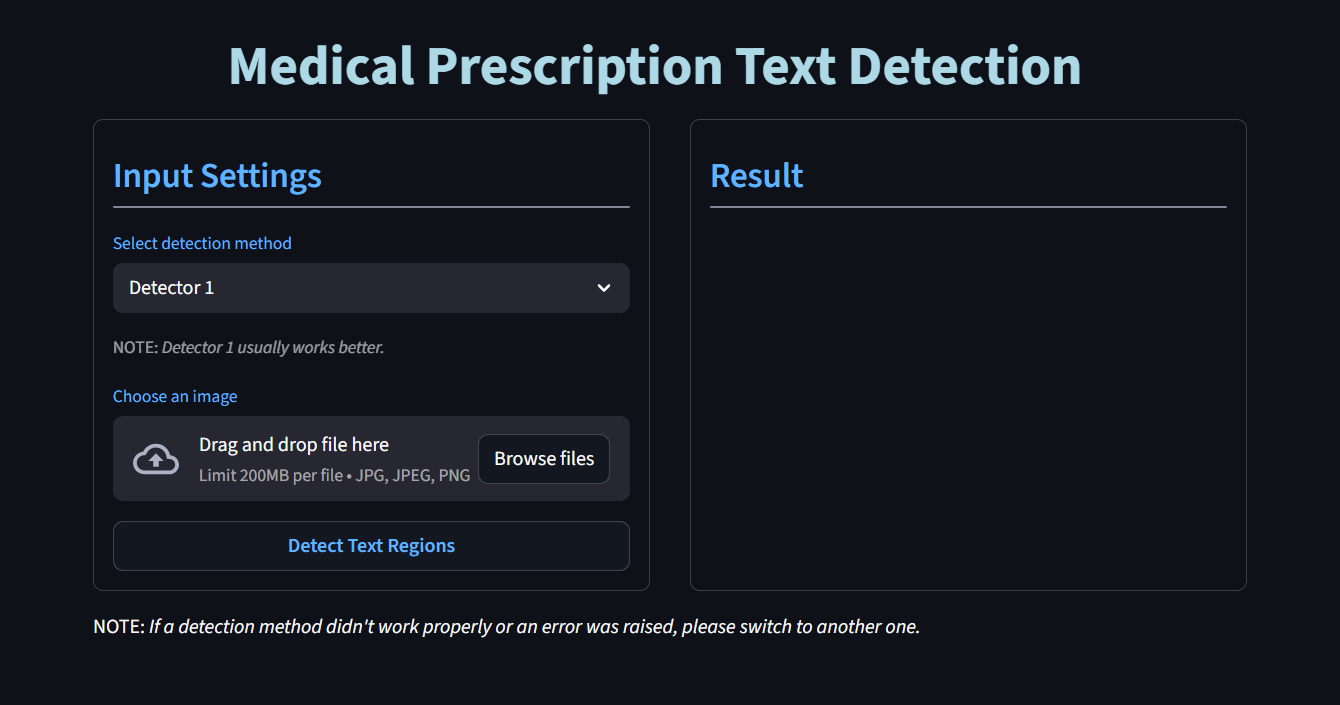 Medical Prescription Text Detection
Input Settings
Select detection method
Detector 1
NOTE: Detector 1 usually works better.
Choose an image
Drag and drop file here
Limit 200MB per file • JPG, JPEG, PNG
Browse files
Detect Text Regions
Result
NOTE: If a detection method didn't work properly or an error was raised, please switch to another one.